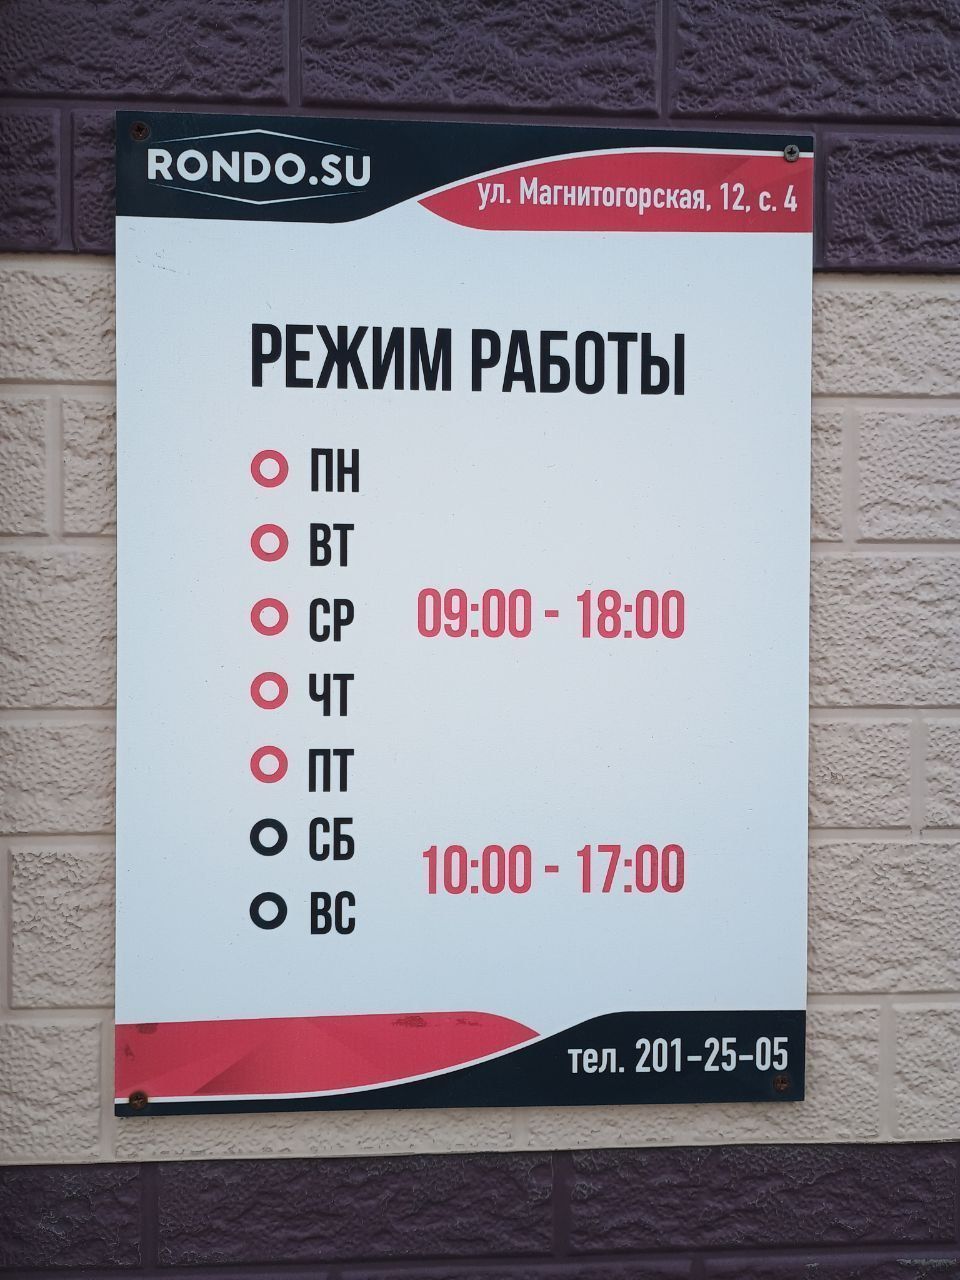 RONDO.SU
ул. Магнитогорская, 12, с. 4
РЕЖИМ РАБОТЫ
ПН
ВТ
СР 09:00 - 18:00
ЧТ
ПТ
СБ
10:00 - 17:00
ВС
тел. 201-25-05